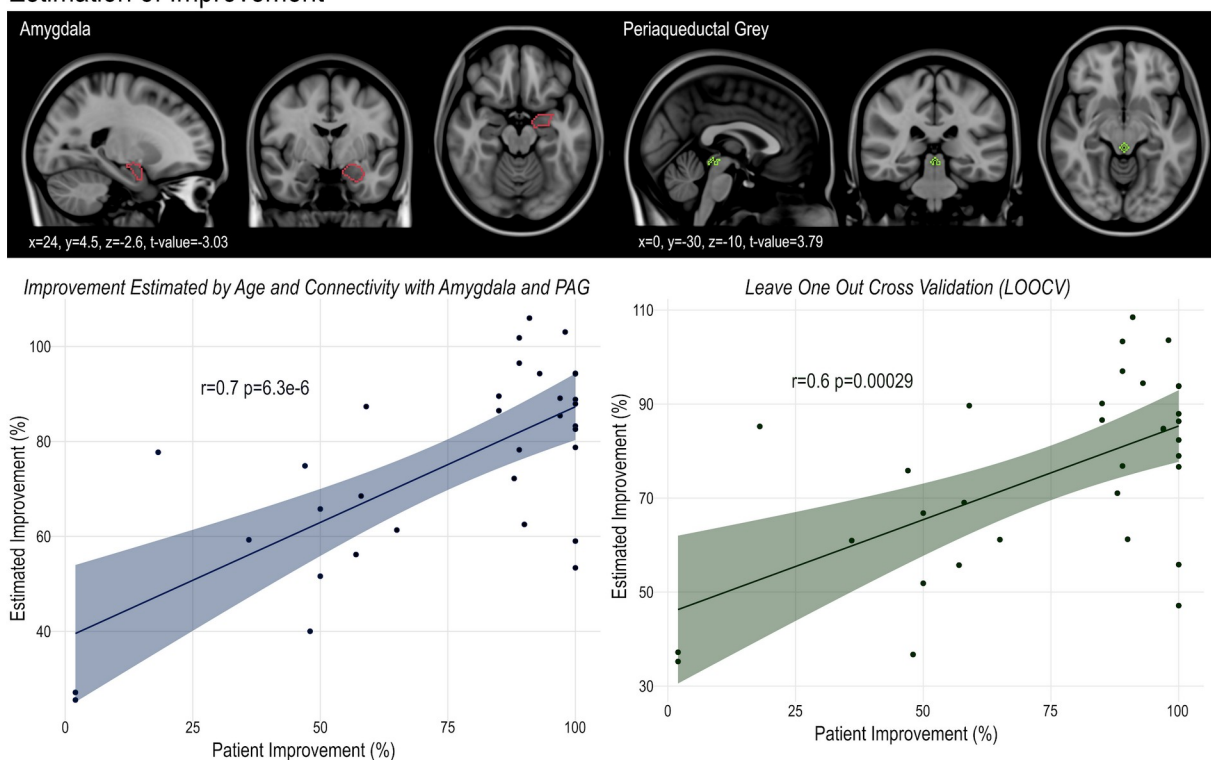 Estimation of Improvement
Amygdala
Periaqueductal Grey
x=24, y=4.5, z=-2.6, t-value=-3.03
x=0, y=-30, z=-10, t-value=3.79
Improvement Estimated by Age and Connectivity with Amygdala and PAG
r=0.7 p=6.3e-6
Estimated Improvement (%)
100
80
60
40
0
25
50
75
100
Patient Improvement (%)
Leave One Out Cross Validation (LOOCV)
r=0.6 p=0.00029
Estimated Improvement (%)
110
90
70
50
30
0
25
50
75
100
Patient Improvement (%)